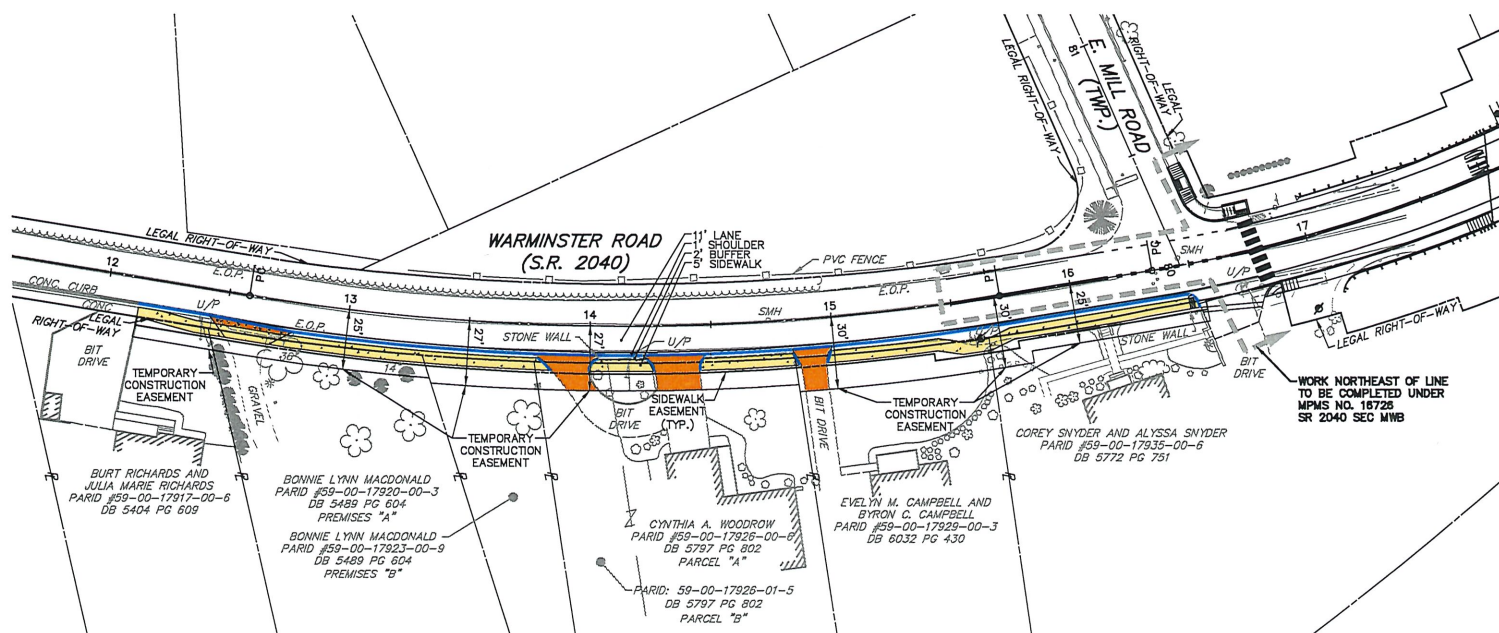 LEGAL RIGHT-OF-WAY
LEGAL
RIGHT-OF-WAY
E. MILL ROAD
(TWP.)
81
WARMINSTER ROAD
(S.R. 2040)
11' LANE
1' SHOULDER
2' BUFFER
5' SIDEWALK
PVC FENCE
LEGAL RIGHT-OF-WAY
12
E.O.P.
13
14
SMH
15
E.O.P.
16
80
SMH
17
U/P
CONC. CURB
CONC.
LEGAL
RIGHT-OF-WAY
U/P
E.O.P.
25'
27'
STONE WALL
27'
U/P
30'
U/P
30'
25'
STONE WALL
LEGAL RIGHT-OF-WAY
BIT
DRIVE
36"
14"
TEMPORARY
CONSTRUCTION
EASEMENT
GRAVEL
TEMPORARY
CONSTRUCTION
EASEMENT
BIT
DRIVE
SIDEWALK
EASEMENT
(TYP.)
BIT DRIVE
TEMPORARY
CONSTRUCTION
EASEMENT
BIT
DRIVE
WORK NORTHEAST OF LINE
TO BE COMPLETED UNDER
MPMS NO. 16726
SR 2040 SEC MWB
BURT RICHARDS AND
JULIA MARIE RICHARDS
PARID #59-00-17917-00-6
DB 5404 PG 609
BONNIE LYNN MACDONALD
PARID #59-00-17920-00-3
DB 5489 PG 604
PREMISES "A"
BONNIE LYNN MACDONALD
PARID #59-00-17923-00-9
DB 5489 PG 604
PREMISES "B"
CYNTHIA A. WOODROW
PARID #59-00-17926-00-6
DB 5797 PG 802
PARCEL "A"
PARID: 59-00-17926-01-5
DB 5797 PG 802
PARCEL "B"
EVELYN M. CAMPBELL AND
BYRON C. CAMPBELL
PARID #59-00-17929-00-3
DB 6032 PG 430
COREY SNYDER AND ALYSSA SNYDER
PARID #59-00-17935-00-6
DB 5772 PG 751